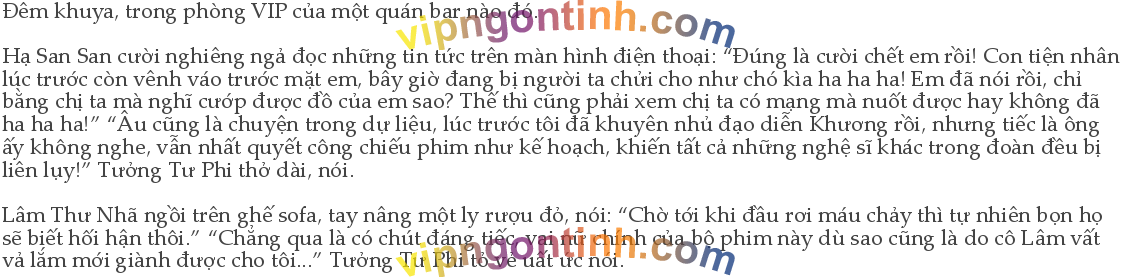 Đêm khuya, trong phòng VIP của một quán bar nào đó.
vipngontinh.com
Hạ San San cười nghiêng ngả đọc những tin tức trên màn hình điện thoại: “Đúng là cười chết em rồi! Con tiện nhân
lúc trước còn vênh váo trước mặt em, bây giờ đang bị người ta chửi cho như chó kìa ha ha ha! Em đã nói rồi, chỉ
bằng chị ta mà nghĩ cướp được đồ của em sao? Thế thì cũng phải xem chị ta có mạng mà nuốt được hay không đã
ha ha ha!” “Âu cũng là chuyện trong dự liệu, lúc trước tôi đã khuyên nhủ đạo diễn Khương rồi, nhưng tiếc là ông
ấy không nghe, vẫn nhất quyết công chiếu phim như kế hoạch, khiến tất cả những nghệ sĩ khác trong đoàn đều bị
liên lụy!” Tưởng Tư Phi thở dài, nói.
Lâm Thư Nhã ngồi trên ghế sofa, tay nâng một ly rượu đỏ, nói: “Chờ tới khi đầu rơi máu chảy thì tự nhiên bọn họ
sẽ biết hối hận thôi.” “Chẳng qua là có chút đáng tiếc, vai nữ chính của bộ phim này dù sao cũng là do cô Lâm vất
vả lắm mới giành được cho tôi...” Tưởng Tư Phi tỏ vẻ uất ức nói.
vipngontinh.com